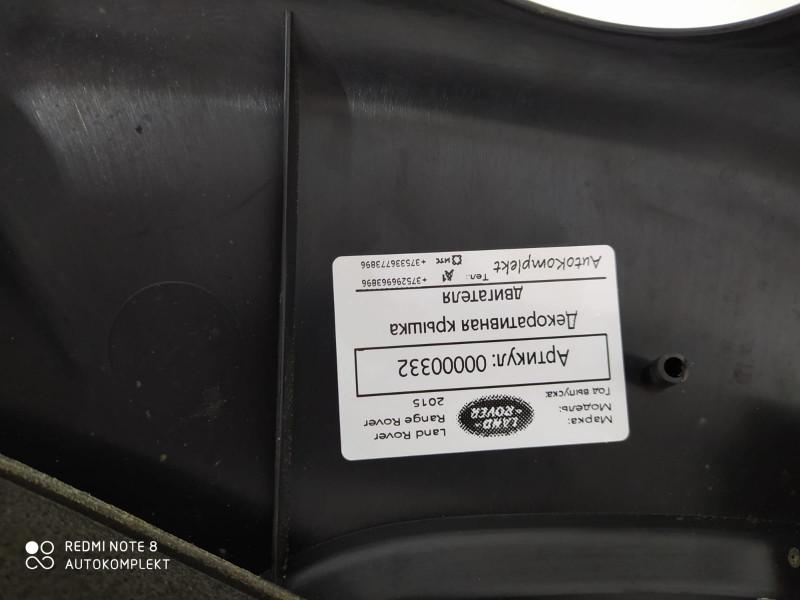 Марка: Land Rover
Модель: Range Rover
Год выпуска: 2015
LAND-
-ROVER
Артикул: 00000332
Декоративная крышка
двигателя
AutoKomplekt Тел.: A1 +375296963896
мтс +375336773896
REDMI NOTE 8
AUTOKOMPLEKT